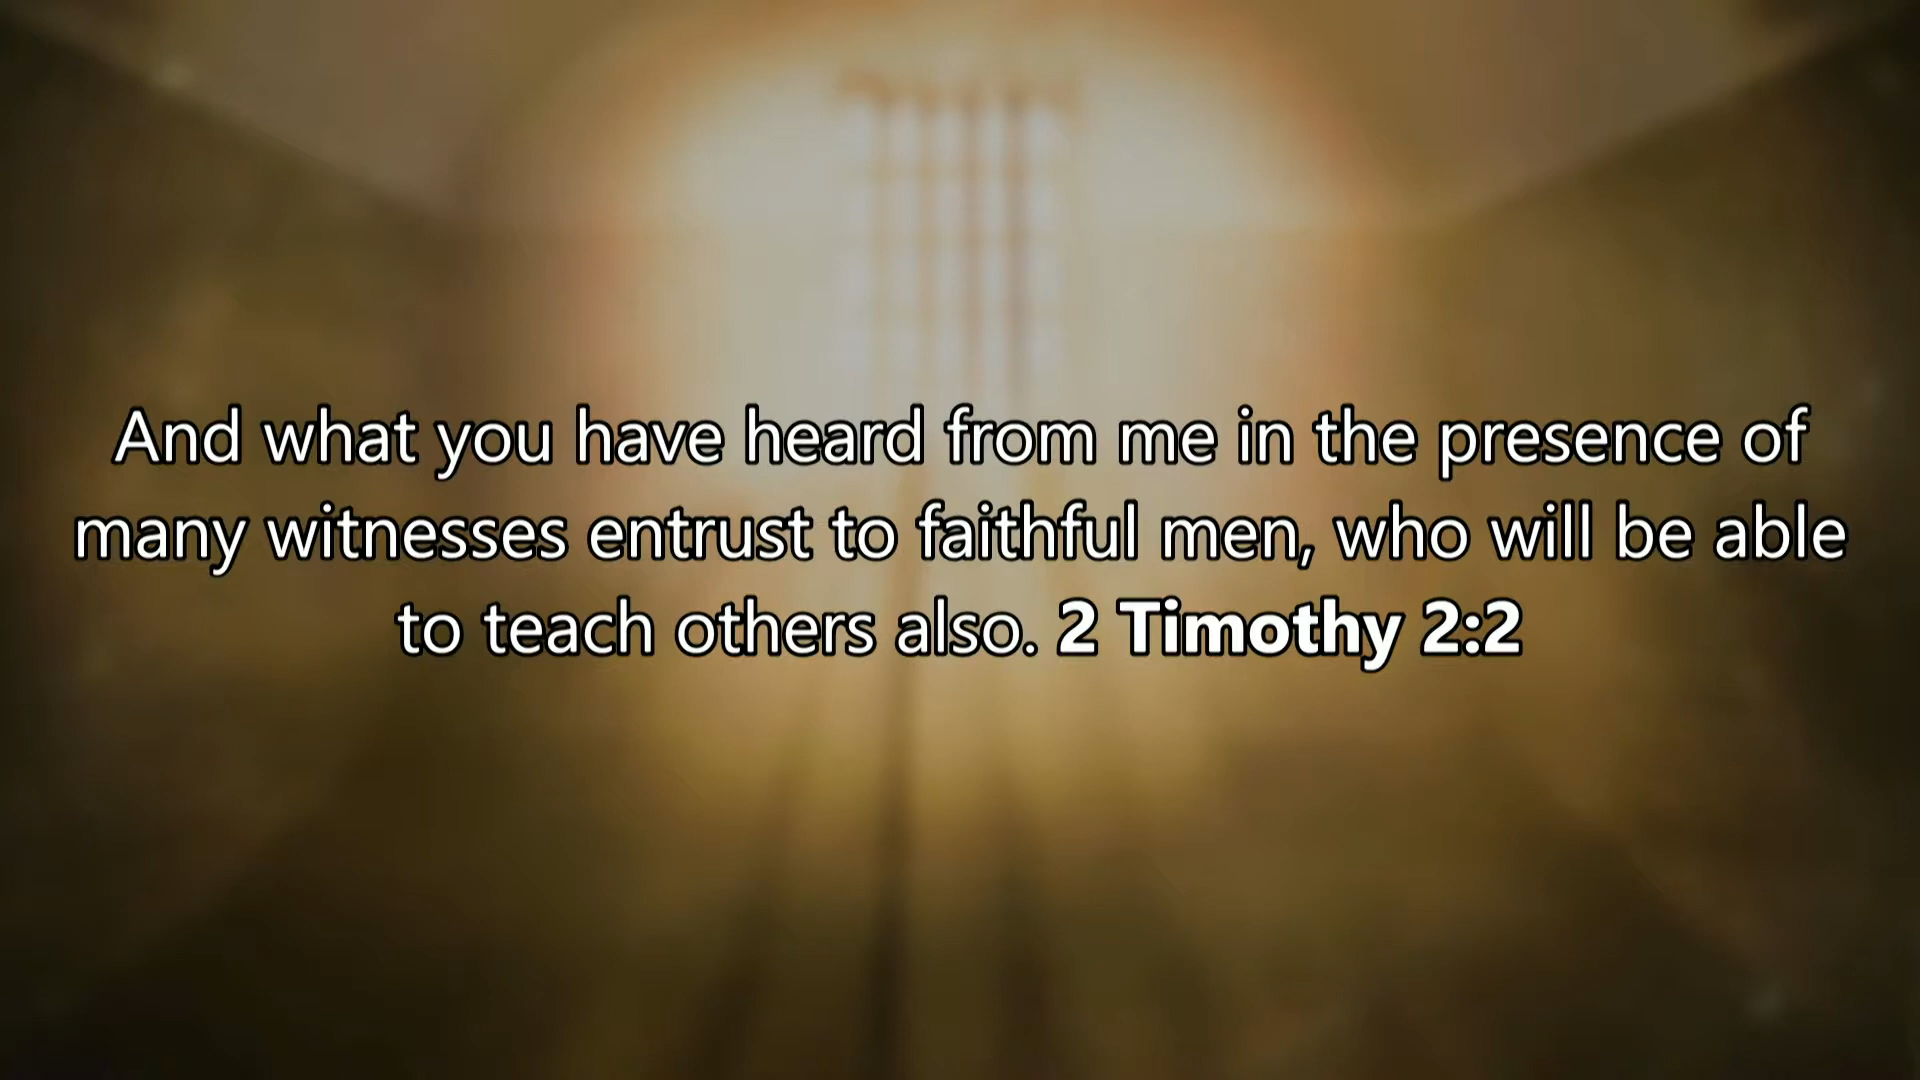 And what you have heard from me in the presence of
many witnesses entrust to faithful men, who will be able
to teach others also. 2 Timothy 2:2